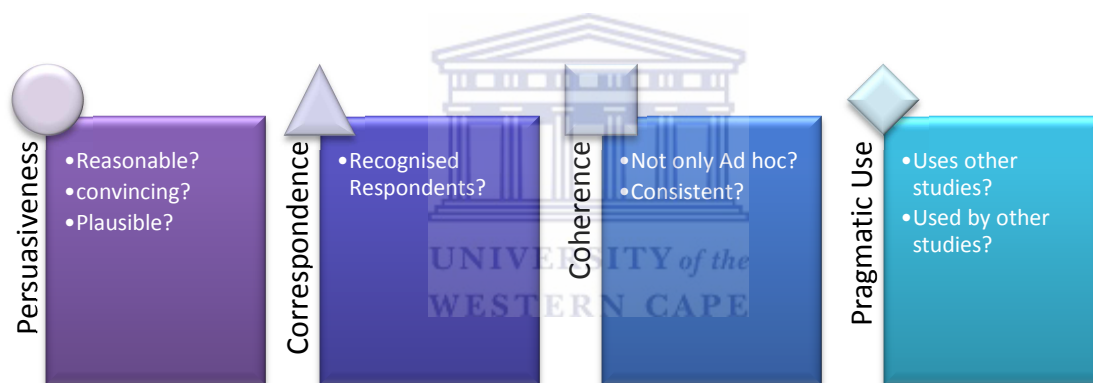 Persuasiveness
•Reasonable?
•convincing?
•Plausible?
Correspondence
•Recognised
Respondents?
Coherence
•Not only Ad hoc?
•Consistent?
Pragmatic Use
•Uses other
studies?
•Used by other
studies?
UNIVERSITY of the
WESTERN CAPE